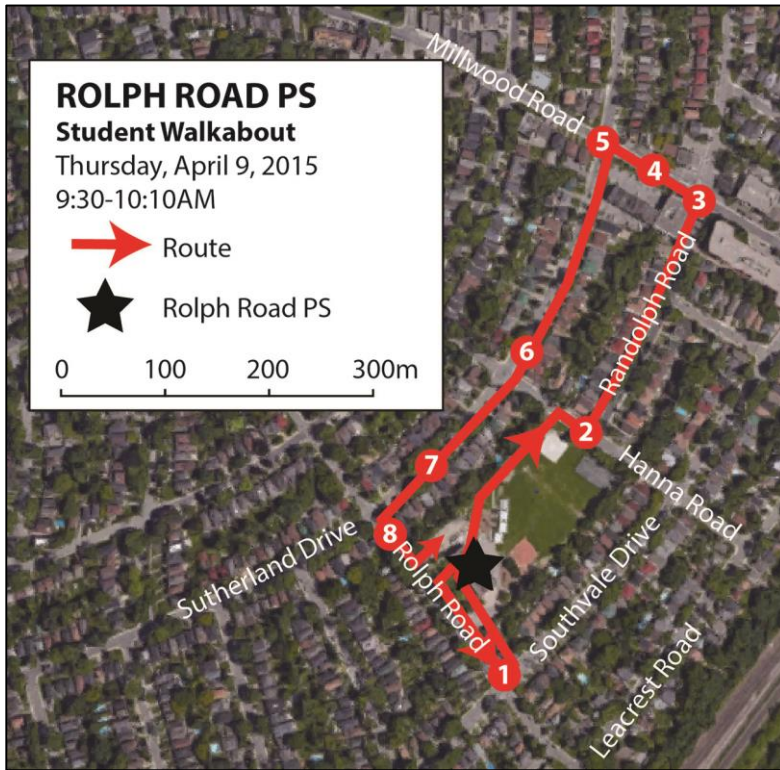 ROLPH ROAD PS
Student Walkabout
Thursday, April 9, 2015
9:30-10:10AM
Route
Rolph Road PS
0 100 200 300m
Millwood Road
5
4
3
Randolph Road
6
2
Hanna Road
7
8
Sutherland Drive
Rolph Road
Southvale Drive
1
Leacrest Road